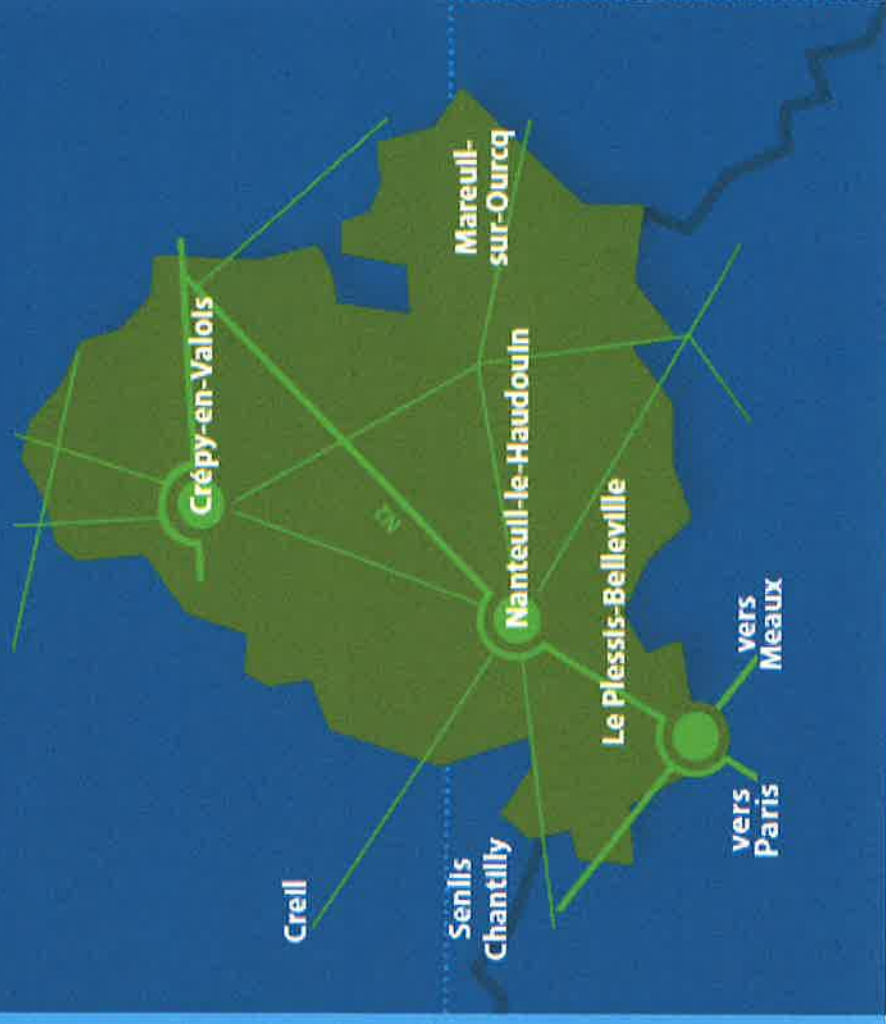 Creil
Crépy-en-Valois
Senlis
Chantilly
Mareuil-
sur-Ourcq
N2
Nanteuil-le-Haudouin
Le Plessis-Belleville
vers
Paris
vers
Meaux